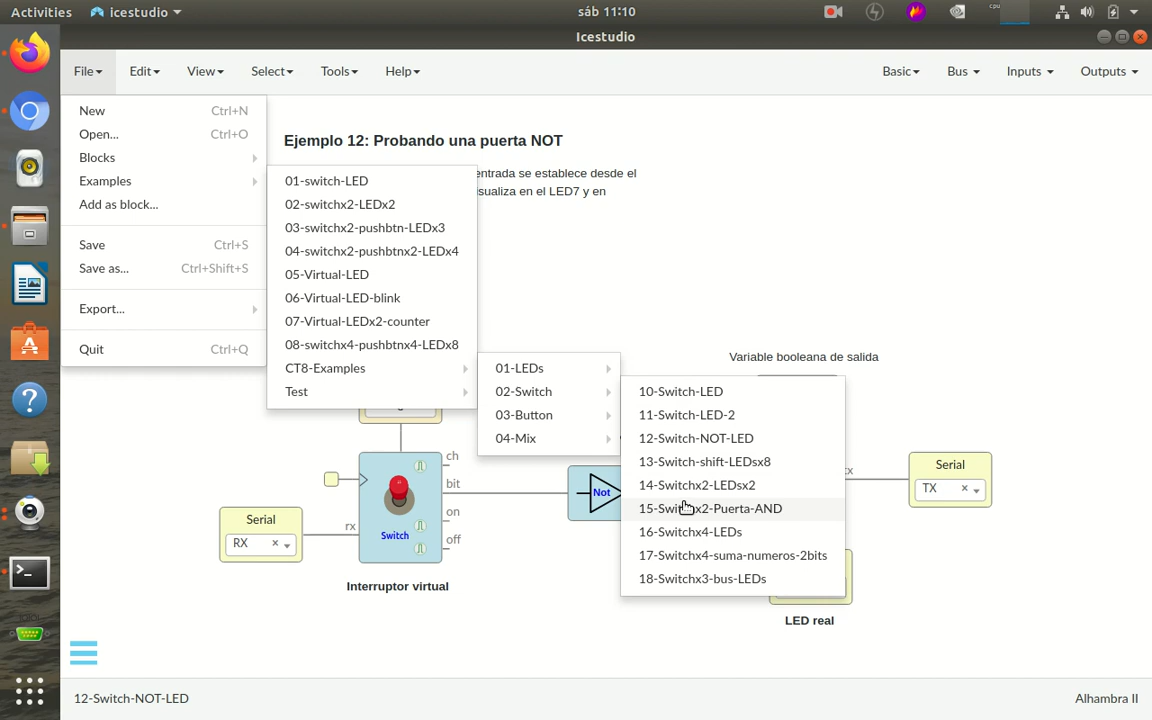 Activities icestudio sáb 11:10 cpu
Icestudio
File Edit View Select Tools Help Basic Bus Inputs Outputs
New Ctrl+N
Open... Ctrl+O
Blocks
Examples
Add as block...
Save Ctrl+S
Save as... Ctrl+Shift+S
Export...
Quit Ctrl+Q
Ejemplo 12: Probando una puerta NOT
entrada se establece desde el
sualiza en el LED7 y en
01-switch-LED
02-switchx2-LEDx2
03-switchx2-pushbtn-LEDx3
04-switchx2-pushbtnx2-LEDx4
05-Virtual-LED
06-Virtual-LED-blink
07-Virtual-LEDx2-counter
08-switchx4-pushbtnx4-LEDx8
CT8-Examples
Test
01-LEDs
02-Switch
03-Button
04-Mix
10-Switch-LED
11-Switch-LED-2
12-Switch-NOT-LED
13-Switch-shift-LEDsx8
14-Switchx2-LEDsx2
15-Switchx2-Puerta-AND
16-Switchx4-LEDs
17-Switchx4-suma-numeros-2bits
18-Switchx3-bus-LEDs
Variable booleana de salida
ch
bit
on
off
rx
Switch
Serial
RX
Interruptor virtual
Not
Serial
TX
LED real
12-Switch-NOT-LED Alhambra II